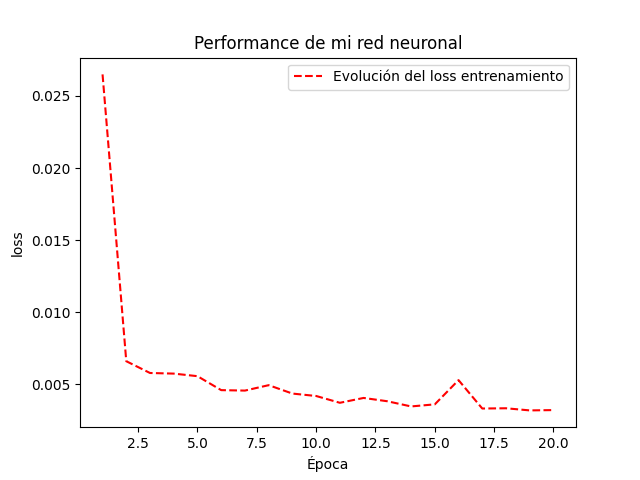 Performance de mi red neuronal
Evolución del loss entrenamiento
0.025
0.020
0.015
0.010
0.005
loss
2.5 5.0 7.5 10.0 12.5 15.0 17.5 20.0
Época